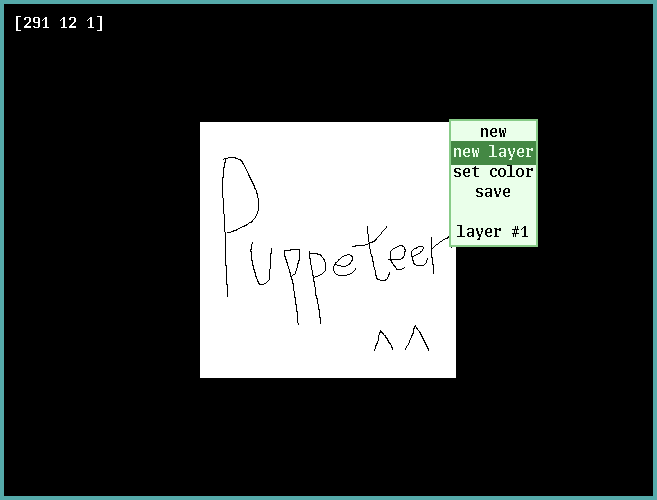 [291 12 1]
new
new layer
set color
save
layer #1
Puppeteer
^^